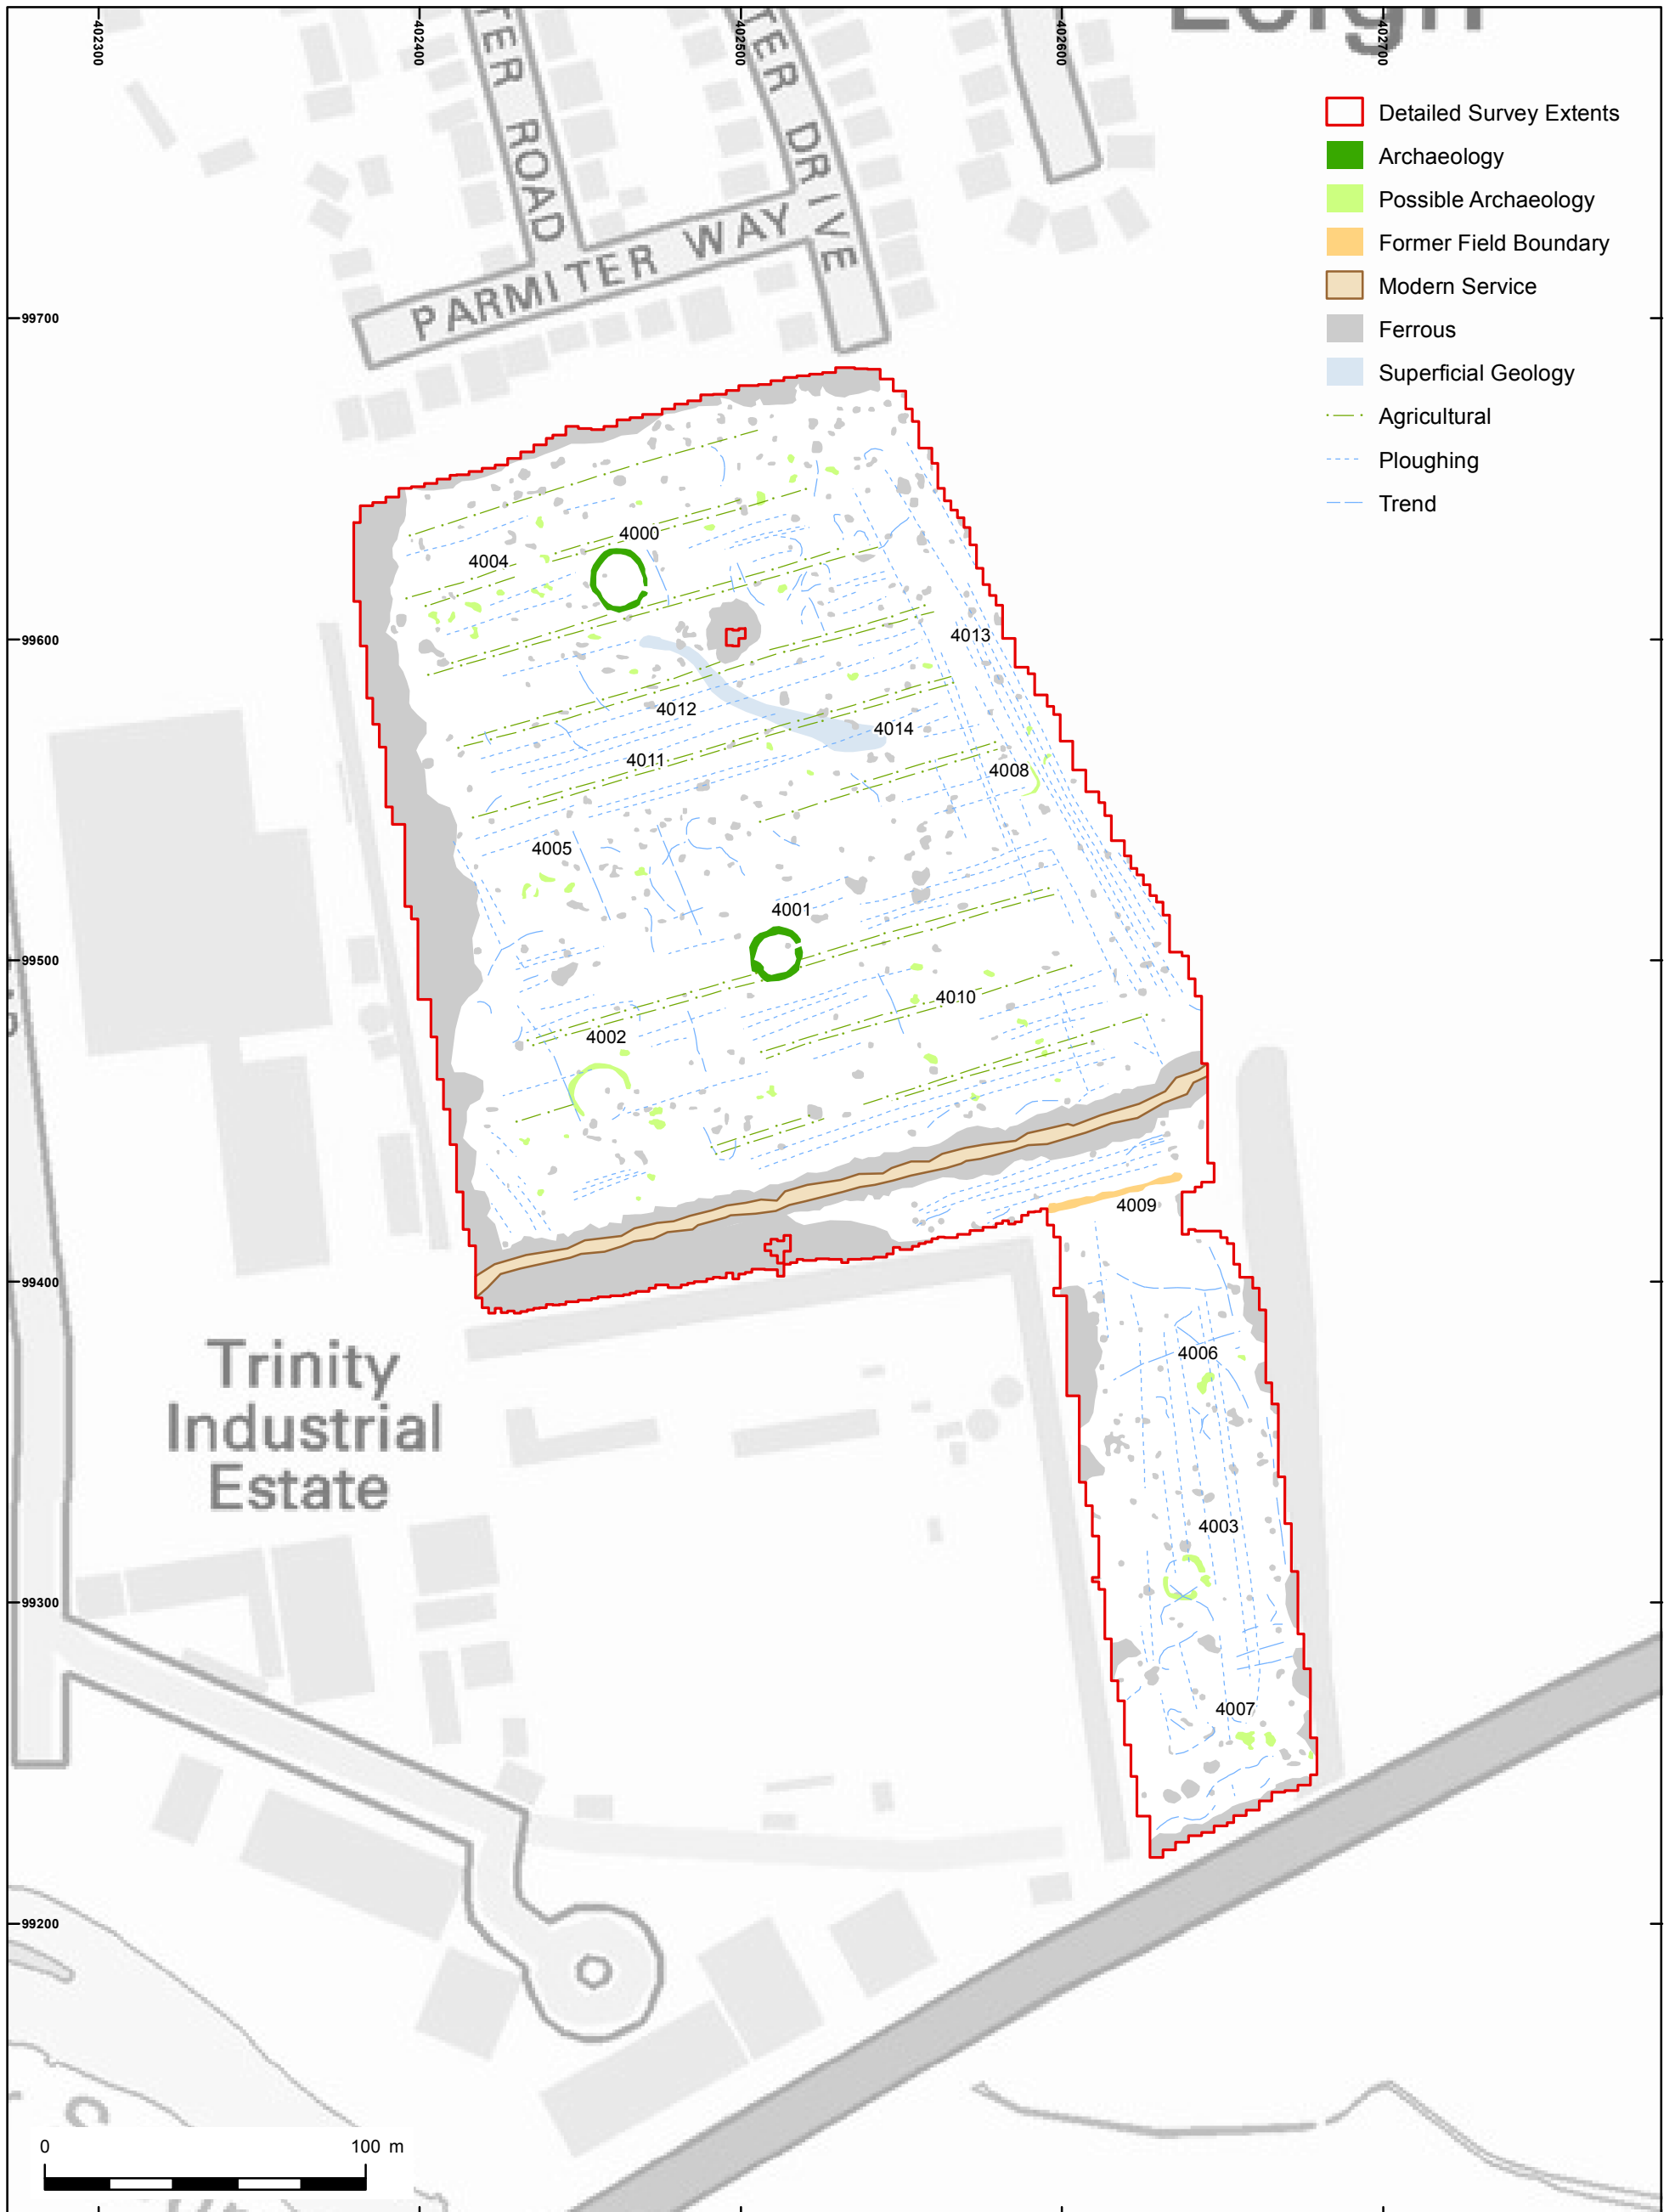 402300
402400
402500
402600
402700
Leigh
TER ROAD
TER DRIVE
PARMITER WAY
Detailed Survey Extents
Archaeology
Possible Archaeology
Former Field Boundary
Modern Service
Ferrous
Superficial Geology
Agricultural
Ploughing
Trend
99700
4000
4004
99600
4013
4012
4014
4011
4008
4005
4001
99500
4010
4002
4009
99400
Trinity
Industrial
Estate
4006
4003
99300
4007
99200
0 100 m